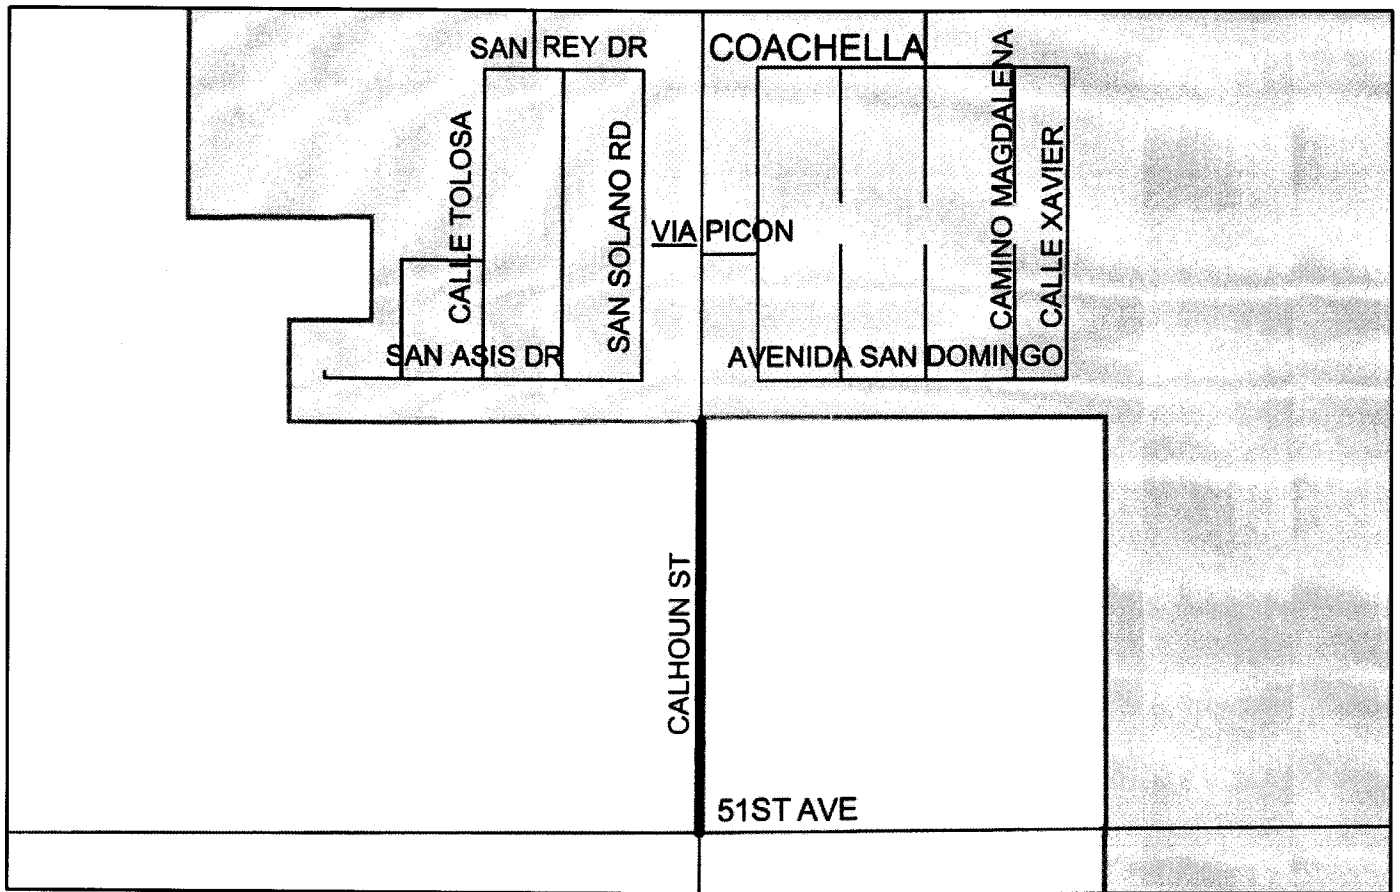 SAN REY DR
COACHELLA
CALLE TOLOSA
SAN SOLANO RD
VIA PICON
CAMINO MAGDALENA
CALLE XAVIER
SAN ASIS DR
AVENIDA SAN DOMINGO
CALHOUN ST
51ST AVE